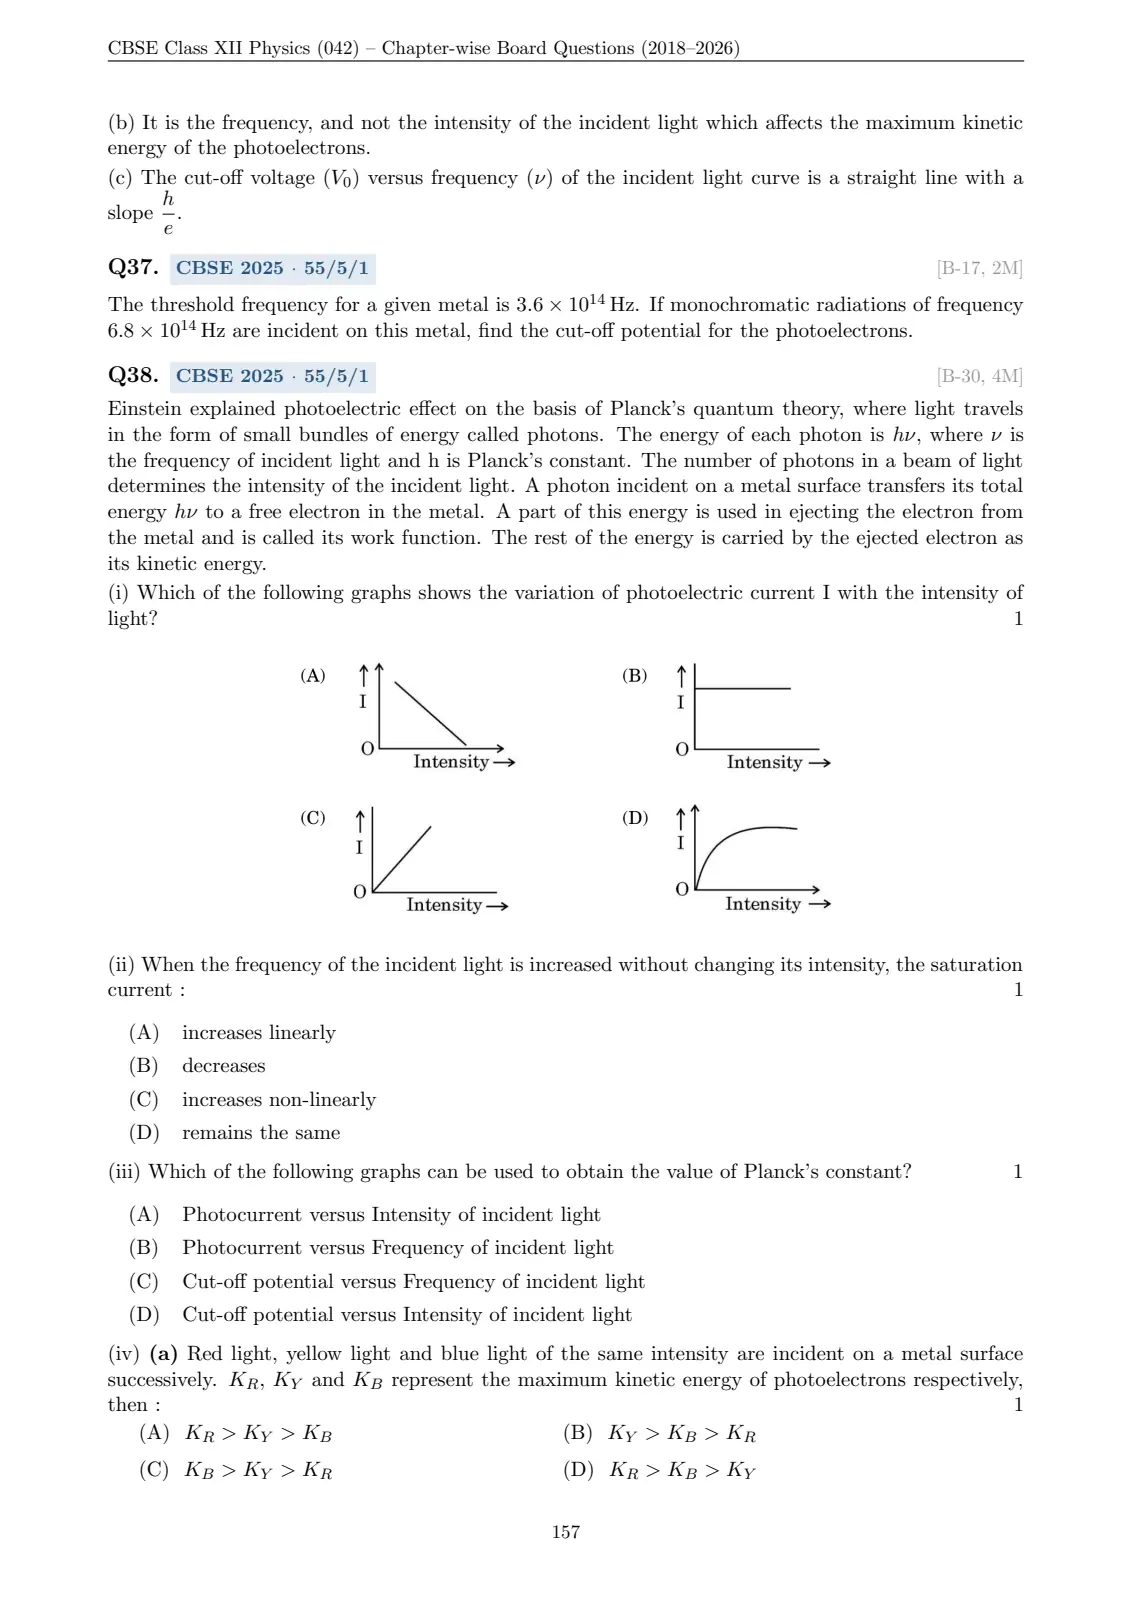 CBSE Class XII Physics (042) – Chapter-wise Board Questions (2018–2026)
(b) It is the frequency, and not the intensity of the incident light which affects the maximum kinetic
energy of the photoelectrons.
(c) The cut-off voltage (V₀) versus frequency (ν) of the incident light curve is a straight line with a
slope h/e.
Q37. CBSE 2025 · 55/5/1 [B-17, 2M]
The threshold frequency for a given metal is 3.6 × 10¹⁴ Hz. If monochromatic radiations of frequency
6.8 × 10¹⁴ Hz are incident on this metal, find the cut-off potential for the photoelectrons.
Q38. CBSE 2025 · 55/5/1 [B-30, 4M]
Einstein explained photoelectric effect on the basis of Planck's quantum theory, where light travels
in the form of small bundles of energy called photons. The energy of each photon is hν, where ν is
the frequency of incident light and h is Planck's constant. The number of photons in a beam of light
determines the intensity of the incident light. A photon incident on a metal surface transfers its total
energy hν to a free electron in the metal. A part of this energy is used in ejecting the electron from
the metal and is called its work function. The rest of the energy is carried by the ejected electron as
its kinetic energy.
(i) Which of the following graphs shows the variation of photoelectric current I with the intensity of
light? 1
(A) ↑ I O Intensity →
(B) ↑ I O Intensity →
(C) ↑ I O Intensity →
(D) ↑ I O Intensity →
(ii) When the frequency of the incident light is increased without changing its intensity, the saturation
current : 1
(A) increases linearly
(B) decreases
(C) increases non-linearly
(D) remains the same
(iii) Which of the following graphs can be used to obtain the value of Planck's constant? 1
(A) Photocurrent versus Intensity of incident light
(B) Photocurrent versus Frequency of incident light
(C) Cut-off potential versus Frequency of incident light
(D) Cut-off potential versus Intensity of incident light
(iv) (a) Red light, yellow light and blue light of the same intensity are incident on a metal surface
successively. K_R, K_Y and K_B represent the maximum kinetic energy of photoelectrons respectively,
then : 1
(A) K_R > K_Y > K_B (B) K_Y > K_B > K_R
(C) K_B > K_Y > K_R (D) K_R > K_B > K_Y
157